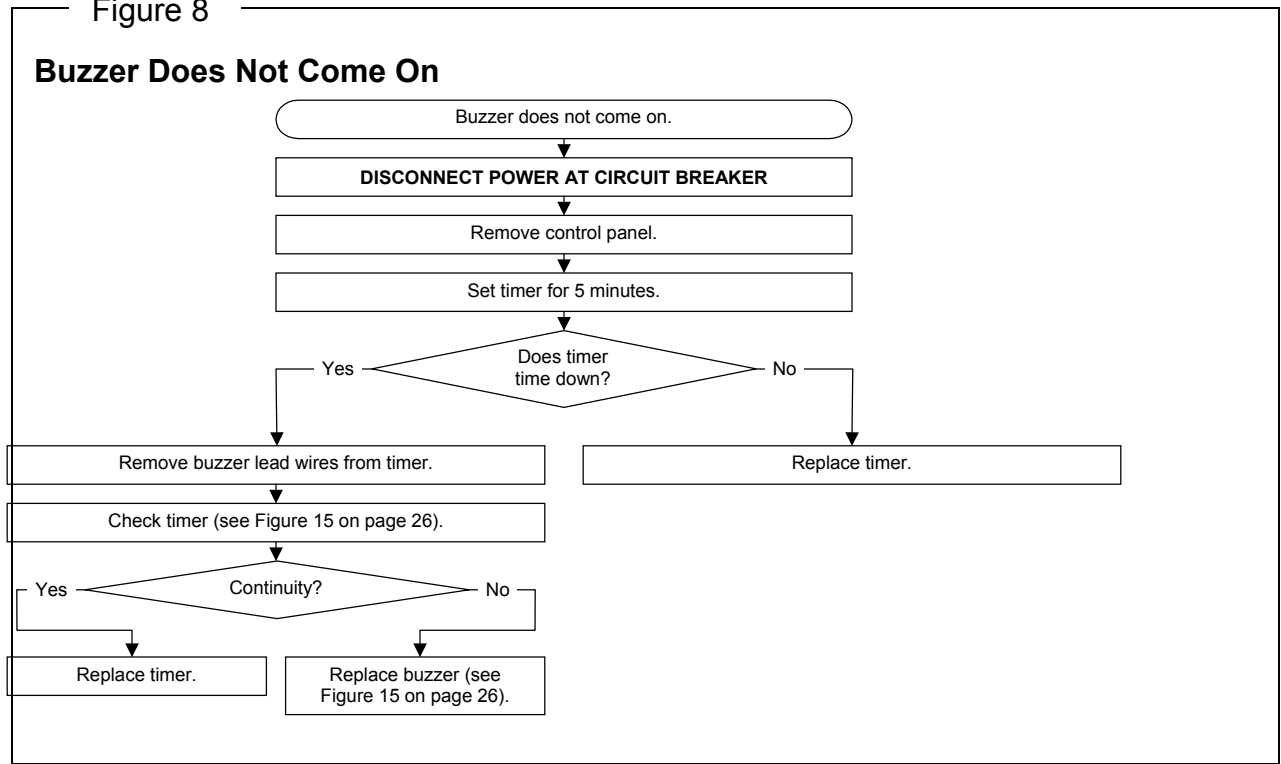 Figure 8
Buzzer Does Not Come On
Buzzer does not come on.
DISCONNECT POWER AT CIRCUIT BREAKER
Remove control panel.
Set timer for 5 minutes.
Does timer
time down?
Yes
No
Remove buzzer lead wires from timer.
Replace timer.
Check timer (see Figure 15 on page 26).
Continuity?
Yes
No
Replace timer.
Replace buzzer (see
Figure 15 on page 26).